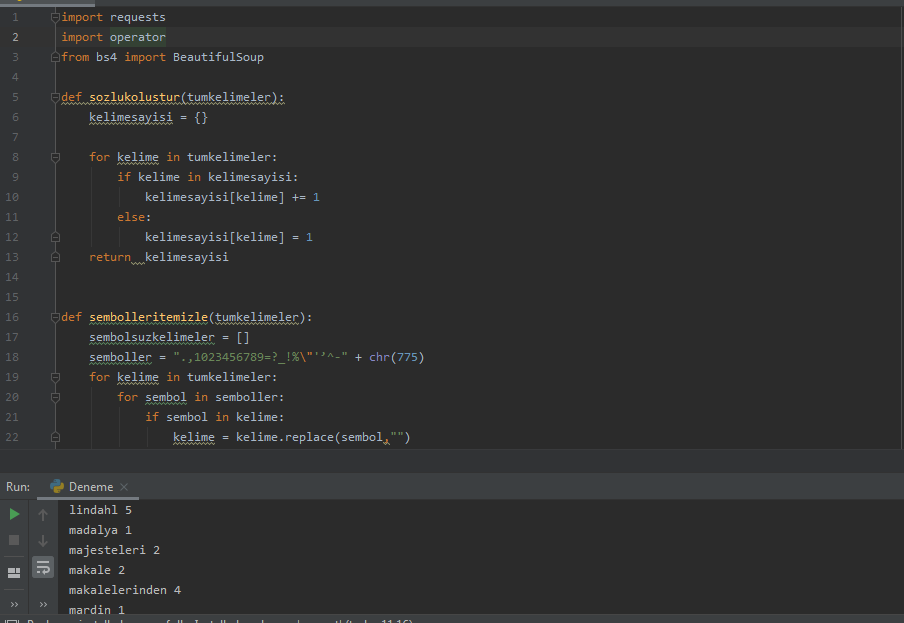 1 import requests
2 import operator
3 from bs4 import BeautifulSoup
4
5 def sozlukolustur(tumkelimeler):
6 kelimesayisi = {}
7
8 for kelime in tumkelimeler:
9 if kelime in kelimesayisi:
10 kelimesayisi[kelime] += 1
11 else:
12 kelimesayisi[kelime] = 1
13 return  kelimesayisi
14
15
16 def sembolleritemizle(tumkelimeler):
17 sembolsuzkelimeler = []
18 semboller = ".,1023456789=?_!%\"'’^-" + chr(775)
19 for kelime in tumkelimeler:
20 for sembol in semboller:
21 if sembol in kelime:
22 kelime = kelime.replace(sembol,"")
Run: Deneme
lindahl 5
madalya 1
majesteleri 2
makale 2
makalelerinden 4
mardin 1